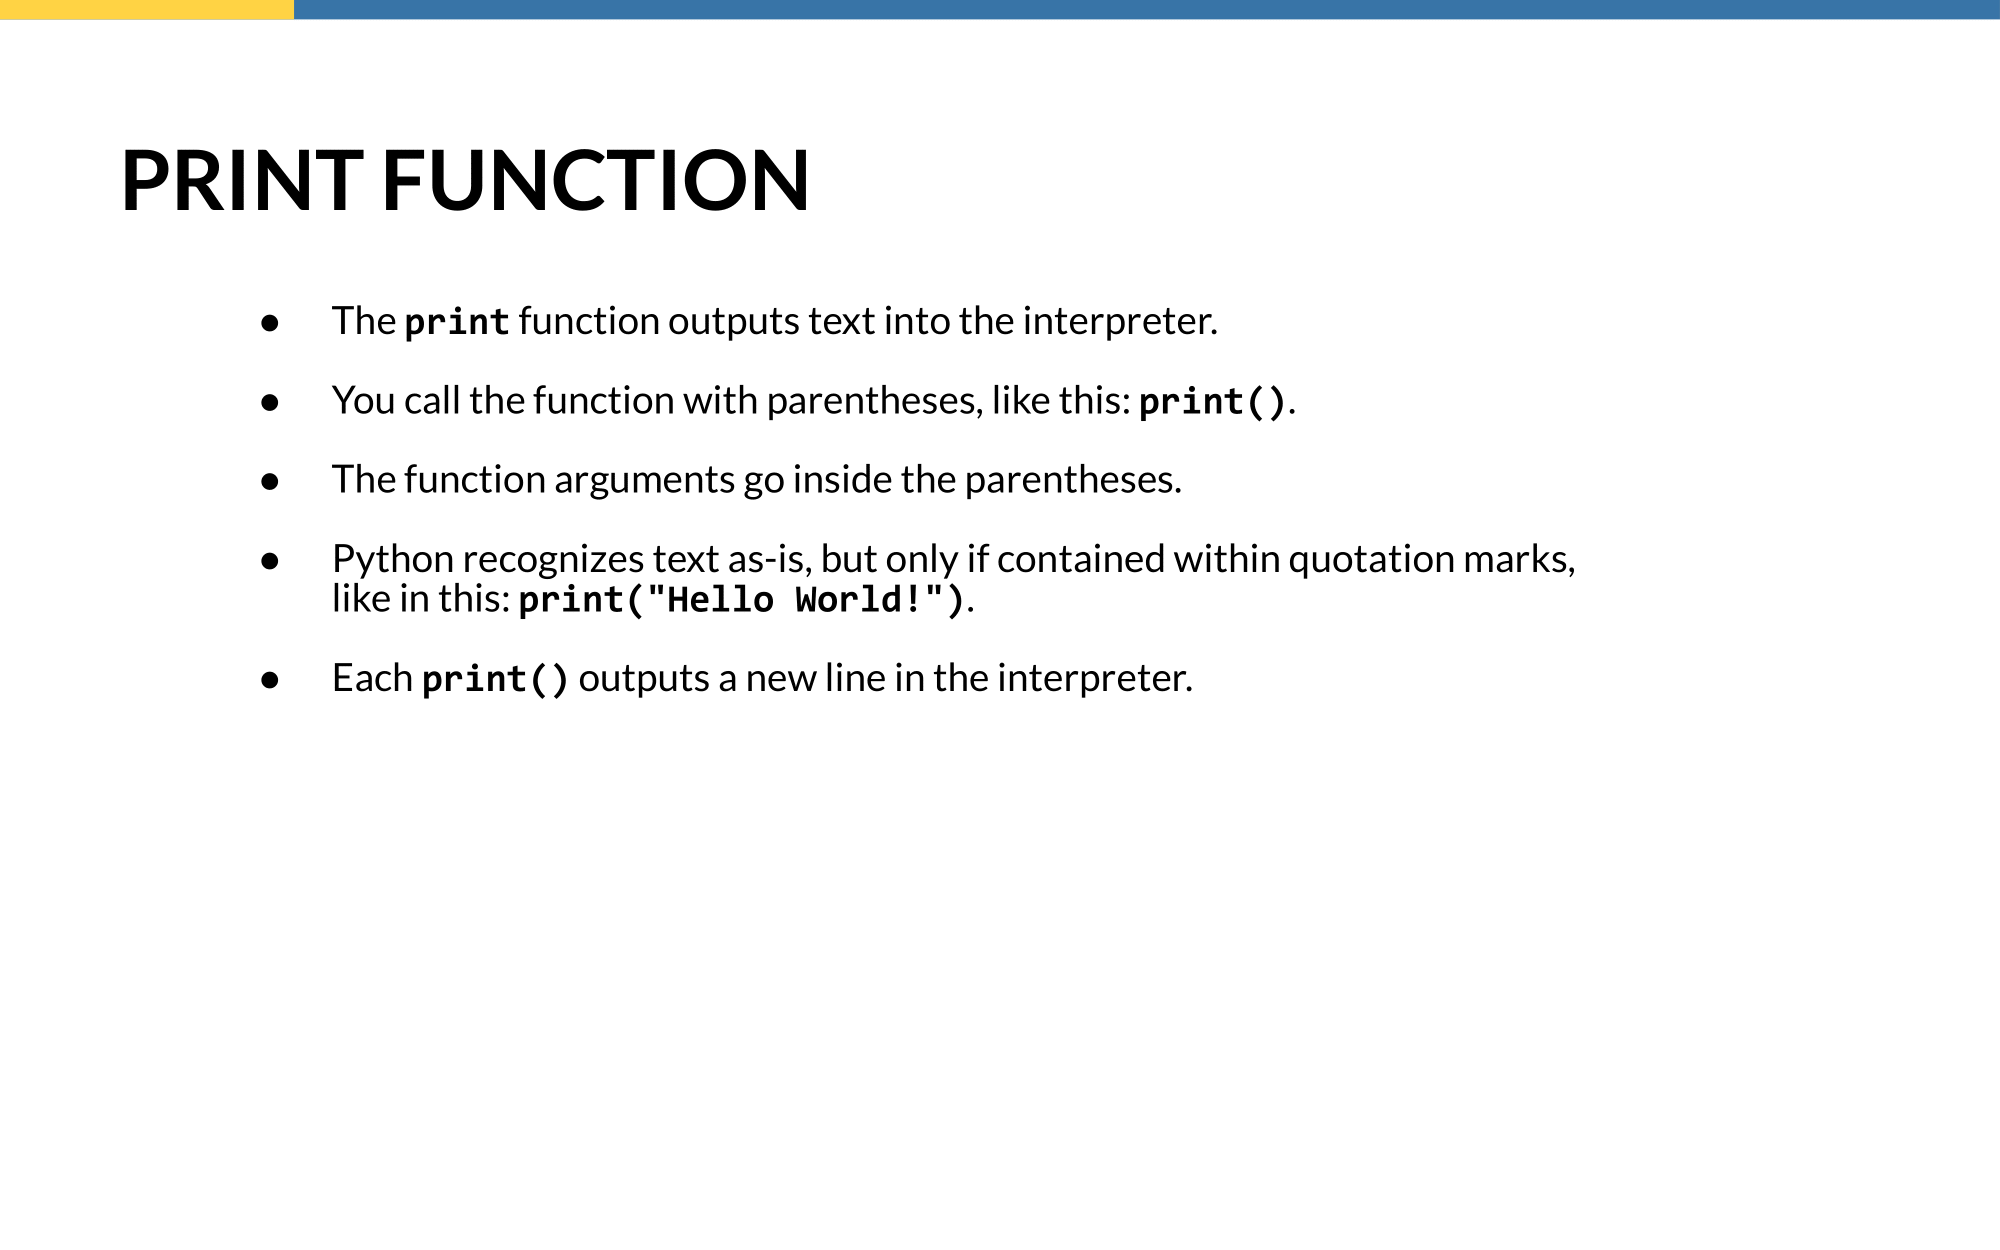 PRINT FUNCTION
● The print function outputs text into the interpreter.
● You call the function with parentheses, like this: print().
● The function arguments go inside the parentheses.
● Python recognizes text as-is, but only if contained within quotation marks,
like in this: print("Hello World!").
● Each print() outputs a new line in the interpreter.